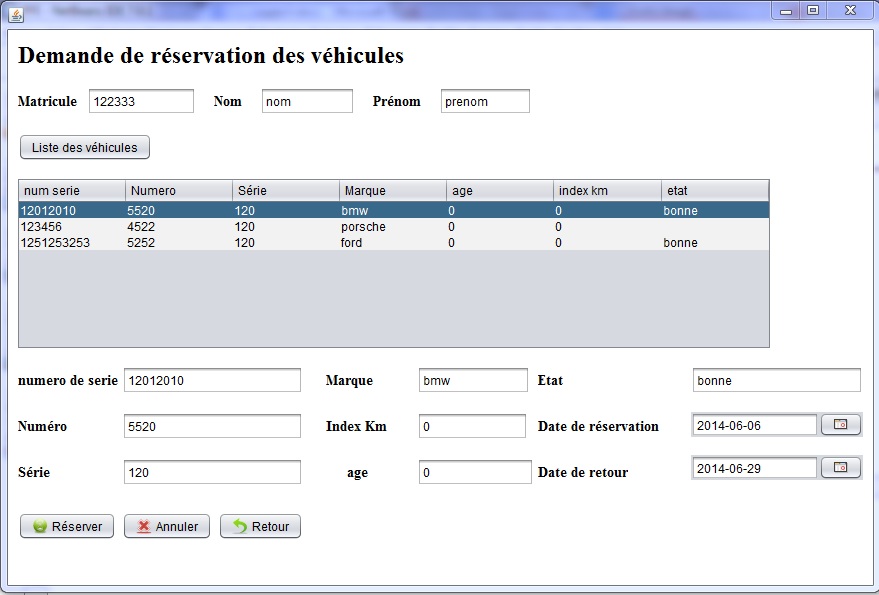 Demande de réservation des véhicules
Matricule 122333 Nom nom Prénom prenom
Liste des véhicules
num serie Numero Série Marque age index km etat
12012010 5520 120 bmw 0 0 bonne
123456 4522 120 porsche 0 0
1251253253 5252 120 ford 0 0 bonne
numero de serie 12012010 Marque bmw Etat bonne
Numéro 5520 Index Km 0 Date de réservation 2014-06-06
Série 120 age 0 Date de retour 2014-06-29
Réserver Annuler Retour